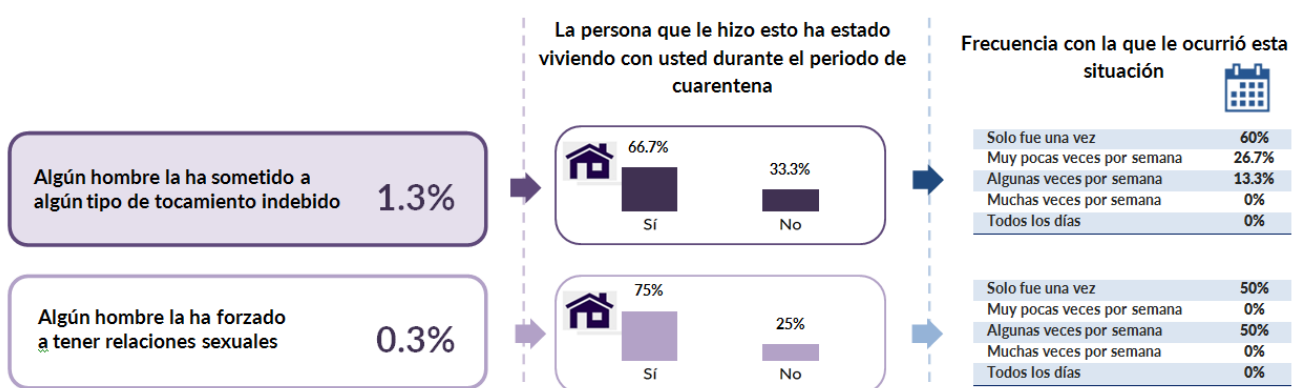 La persona que le hizo esto ha estado
viviendo con usted durante el periodo de
cuarentena
Frecuencia con la que le ocurrió esta
situación
Algún hombre la ha sometido a
algún tipo de tocamiento indebido
1.3%
66.7%
33.3%
Sí
No
Solo fue una vez 60%
Muy pocas veces por semana 26.7%
Algunas veces por semana 13.3%
Muchas veces por semana 0%
Todos los días 0%
Algún hombre la ha forzado
a tener relaciones sexuales
0.3%
75%
25%
Sí
No
Solo fue una vez 50%
Muy pocas veces por semana 0%
Algunas veces por semana 50%
Muchas veces por semana 0%
Todos los días 0%